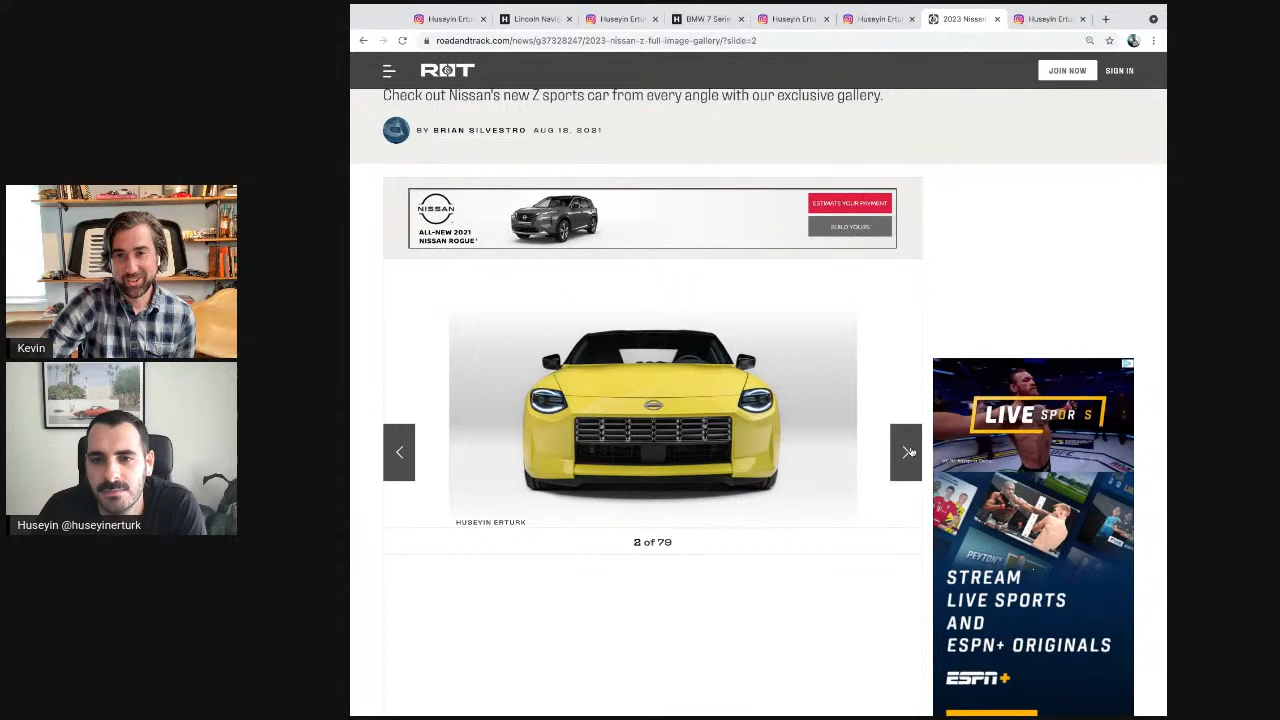 Huseyin Ertu
Lincoln Navig
Huseyin Ertu
BMW 7 Serie
Huseyin Ertu
Huseyin Ertu
2023 Nissan
Huseyin Ertu
roadandtrack.com/news/g37328247/2023-nissan-z-full-image-gallery/?slide=2
R&T
JOIN NOW
SIGN IN
Check out Nissan's new Z sports car from every angle with our exclusive gallery.
BY BRIAN SILVESTRO AUG 18, 2021
NISSAN
ALL-NEW 2021
NISSAN ROGUE
ESTIMATE YOUR PAYMENT
BUILD YOURS
HUSEYIN ERTURK
2 of 79
LIVE SPORTS
STREAM
LIVE SPORTS
AND
ESPN+ ORIGINALS
ESPN+
Kevin
Huseyin @huseyinerturk